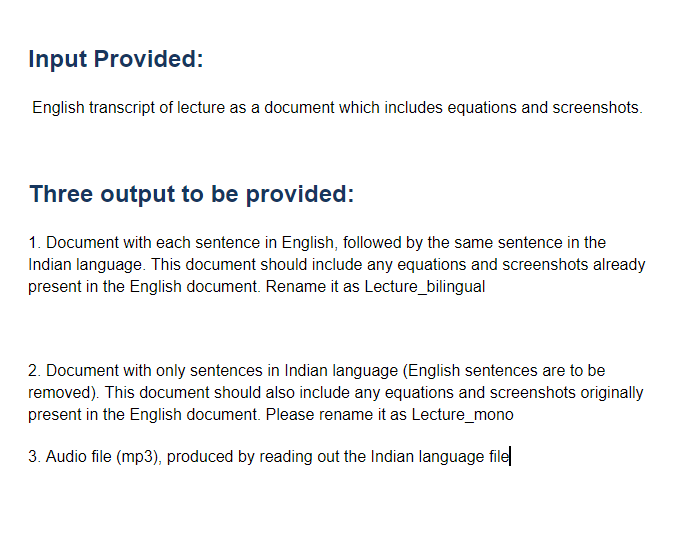 Input Provided:
English transcript of lecture as a document which includes equations and screenshots.
Three output to be provided:
1. Document with each sentence in English, followed by the same sentence in the
Indian language. This document should include any equations and screenshots already
present in the English document. Rename it as Lecture_bilingual
2. Document with only sentences in Indian language (English sentences are to be
removed). This document should also include any equations and screenshots originally
present in the English document. Please rename it as Lecture_mono
3. Audio file (mp3), produced by reading out the Indian language file